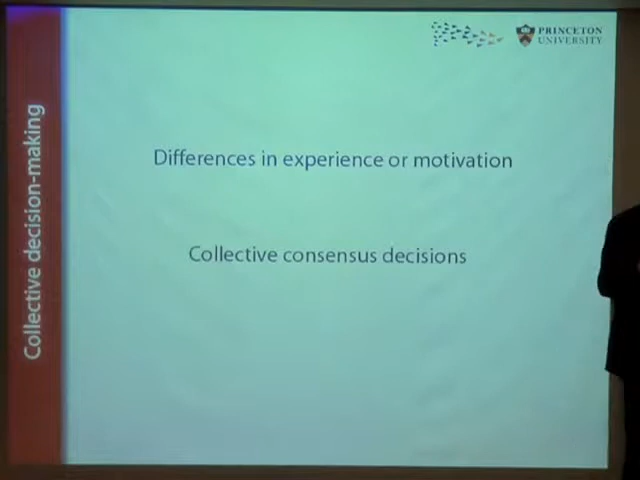 PRINCETON
UNIVERSITY
Collective decision-making
Differences in experience or motivation
Collective consensus decisions